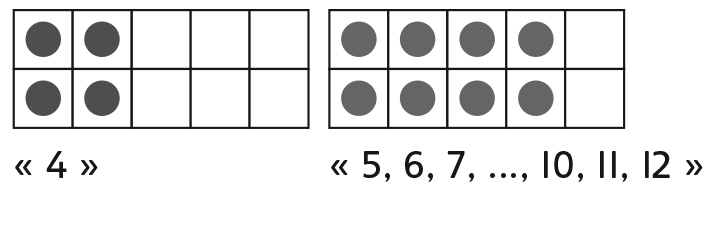 « 4 » « 5, 6, 7, ..., 10, 11, 12 »